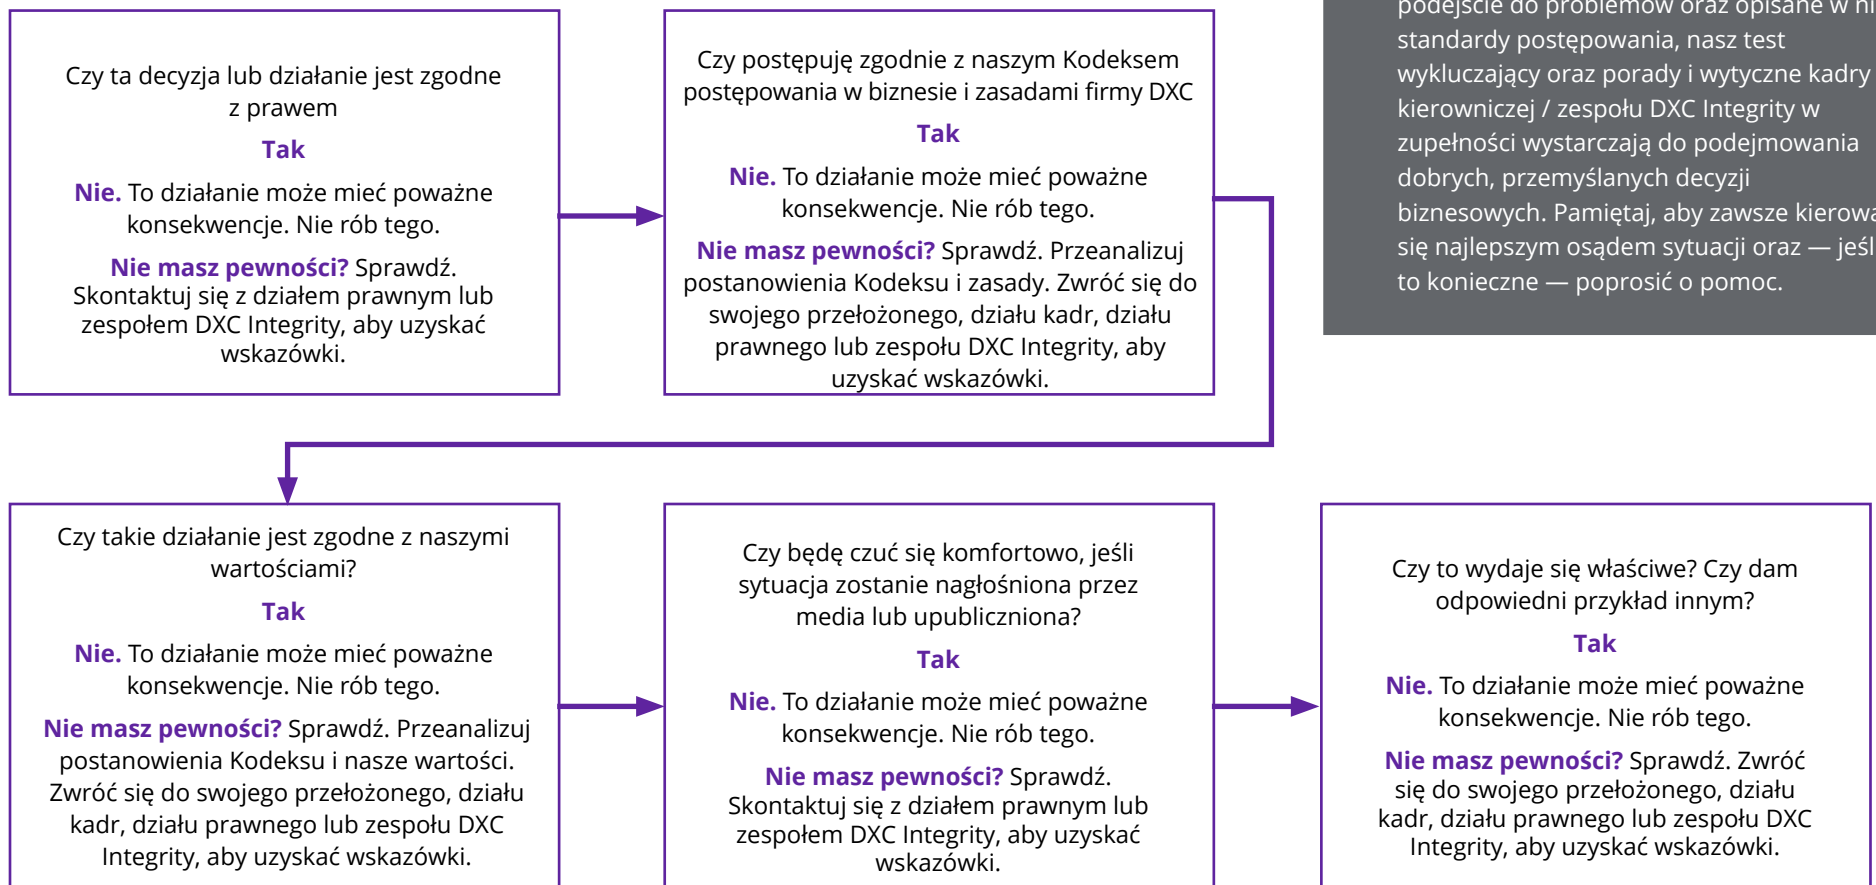 Czy ta decyzja lub działanie jest zgodne
z prawem
Tak
Nie. To działanie może mieć poważne
konsekwencje. Nie rób tego.
Nie masz pewności? Sprawdź.
Skontaktuj się z działem prawnym lub
zespołem DXC Integrity, aby uzyskać
wskazówki.
Czy postępuję zgodnie z naszym Kodeksem
postępowania w biznesie i zasadami firmy DXC
Tak
Nie. To działanie może mieć poważne
konsekwencje. Nie rób tego.
Nie masz pewności? Sprawdź. Przeanalizuj
postanowienia Kodeksu i zasady. Zwróć się do
swojego przełożonego, działu kadr, działu
prawnego lub zespołu DXC Integrity, aby
uzyskać wskazówki.
podejście do problemów oraz opisane w
standardy postępowania, nasz test
wykluczający oraz porady i wytyczne kadry
kierowniczej / zespołu DXC Integrity w
zupełności wystarczają do podejmowania
dobrych, przemyślanych decyzji
biznesowych. Pamiętaj, aby zawsze
się najlepszym osądem sytuacji oraz —
to konieczne — poprosić o pomoc.
Czy takie działanie jest zgodne z naszymi
wartościami?
Tak
Nie. To działanie może mieć poważne
konsekwencje. Nie rób tego.
Nie masz pewności? Sprawdź. Przeanalizuj
postanowienia Kodeksu i nasze wartości.
Zwróć się do swojego przełożonego, działu
kadr, działu prawnego lub zespołu DXC
Integrity, aby uzyskać wskazówki.
Czy będę czuć się komfortowo, jeśli
sytuacja zostanie nagłośniona przez
media lub upubliczniona?
Tak
Nie. To działanie może mieć poważne
konsekwencje. Nie rób tego.
Nie masz pewności? Sprawdź.
Skontaktuj się z działem prawnym lub
zespołem DXC Integrity, aby uzyskać
wskazówki.
Czy to wydaje się właściwe? Czy dam
odpowiedni przykład innym?
Tak
Nie. To działanie może mieć poważne
konsekwencje. Nie rób tego.
Nie masz pewności? Sprawdź. Zwróć
się do swojego przełożonego, działu
kadr, działu prawnego lub zespołu DXC
Integrity, aby uzyskać wskazówki.